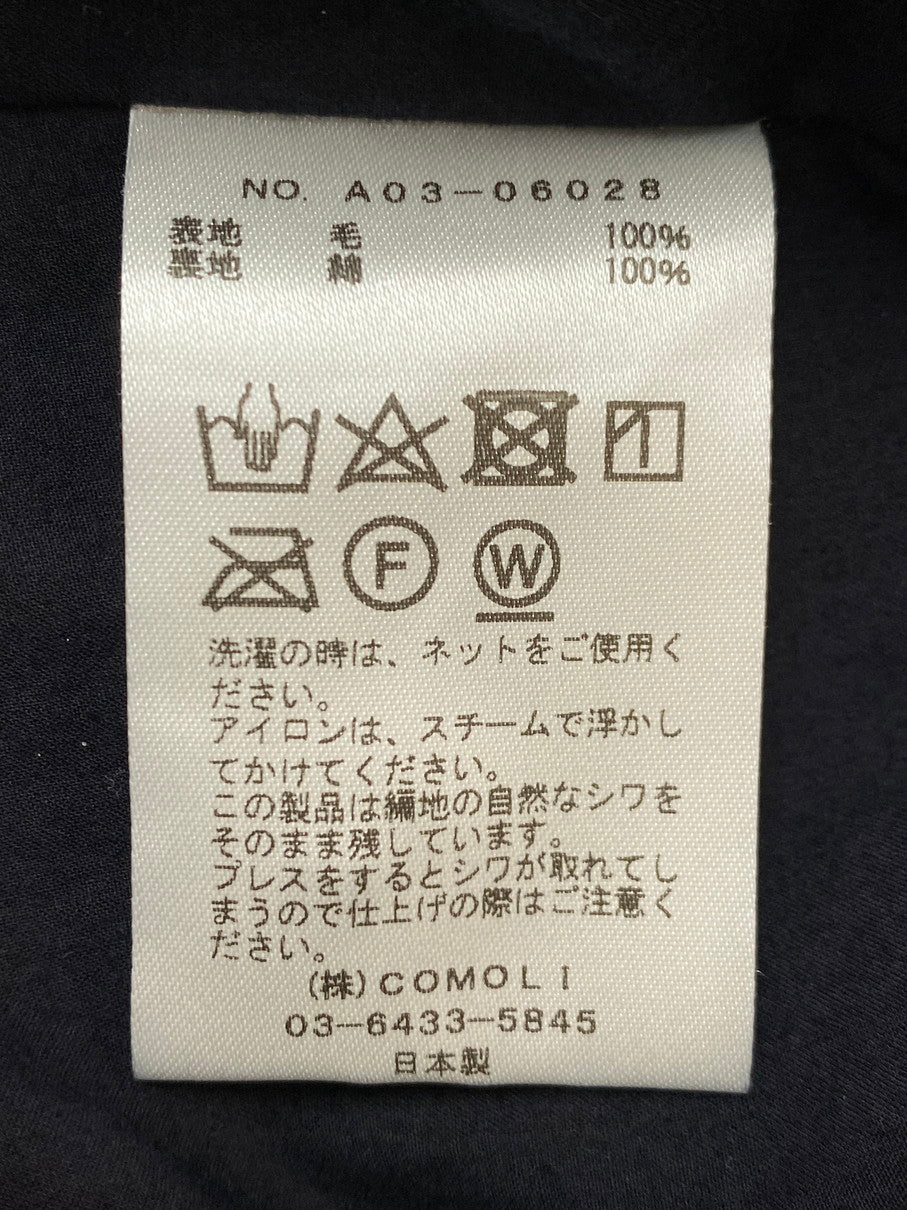 NO. A03-06028
表地 毛 100%
裏地 綿 100%
F W
洗濯の時は、ネットをご使用く
ださい。
アイロンは、スチームで浮かし
てかけてください。
この製品は の自然なシワを
そのまま残しています。
プレスをするとシワが取れてし
まうので仕上げの際はご注意く
ださい。
(株)COMOLI
03-6433-5845
日本製